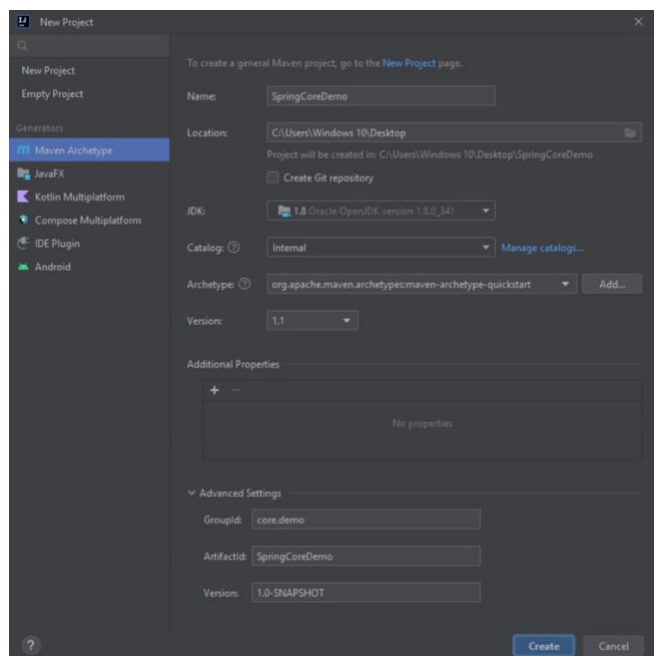 New Project
New Project
Empty Project
Generators
Maven Archetype
JavaFX
Kotlin Multiplatform
Compose Multiplatform
IDE Plugin
Android
To create a general Maven project, go to the New Project page.
Name: SpringCoreDemo
Location: C:\Users\Windows 10\Desktop
Project will be created in: C:\Users\Windows 10\Desktop\SpringCoreDemo
Create Git repository
JDK: 1.8 Oracle OpenJDK version 1.8.0_341
Catalog: ? Internal Manage catalogs...
Archetype: ? org.apache.maven.archetypes:maven-archetype-quickstart Add...
Version: 1.1
Additional Properties
No properties
Advanced Settings
GroupId: core.demo
ArtifactId: SpringCoreDemo
Version: 1.0-SNAPSHOT
? Create Cancel